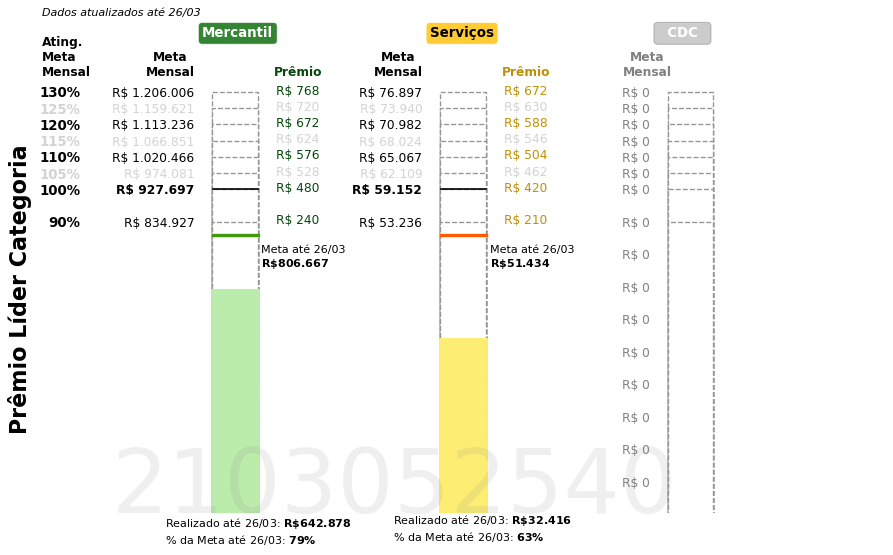 Dados atualizados até 26/03
Mercantil Serviços CDC
Ating.
Meta Meta Meta Meta
Mensal Mensal Prêmio Mensal Prêmio Mensal
130% R$ 1.206.006 R$ 768 R$ 76.897 R$ 672 R$ 0
125% R$ 1.159.621 R$ 720 R$ 73.940 R$ 630 R$ 0
120% R$ 1.113.236 R$ 672 R$ 70.982 R$ 588 R$ 0
115% R$ 1.066.851 R$ 624 R$ 68.024 R$ 546 R$ 0
110% R$ 1.020.466 R$ 576 R$ 65.067 R$ 504 R$ 0
105% R$ 974.081 R$ 528 R$ 62.109 R$ 462 R$ 0
100% R$ 927.697 R$ 480 R$ 59.152 R$ 420 R$ 0
90% R$ 834.927 R$ 240 R$ 53.236 R$ 210 R$ 0
Meta até 26/03 Meta até 26/03
R$806.667 R$51.434
R$ 0
R$ 0
R$ 0
R$ 0
R$ 0
R$ 0
R$ 0
R$ 0
Prêmio Líder Categoria
2103052540
Realizado até 26/03: R$642.878 Realizado até 26/03: R$32.416
% da Meta até 26/03: 79% % da Meta até 26/03: 63%